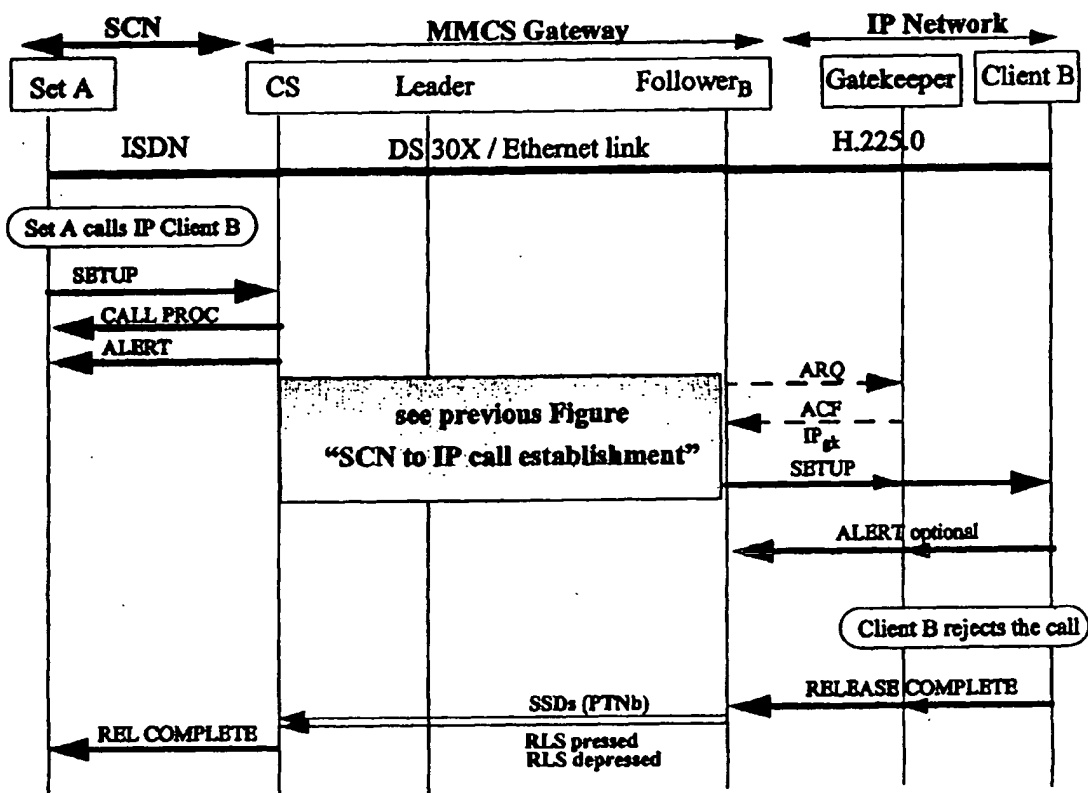 SCN MMCS Gateway IP Network
Set A CS Leader FollowerB Gatekeeper Client B
ISDN DS 30X / Ethernet link H.225.0
Set A calls IP Client B
SETUP
CALL PROC
ALERT
ARQ
see previous Figure
ACF
IPgk
"SCN to IP call establishment"
SETUP
ALERT optional
Client B rejects the call
RELEASE COMPLETE
SSDs (PTNb)
REL COMPLETE
RLS pressed
RLS depressed